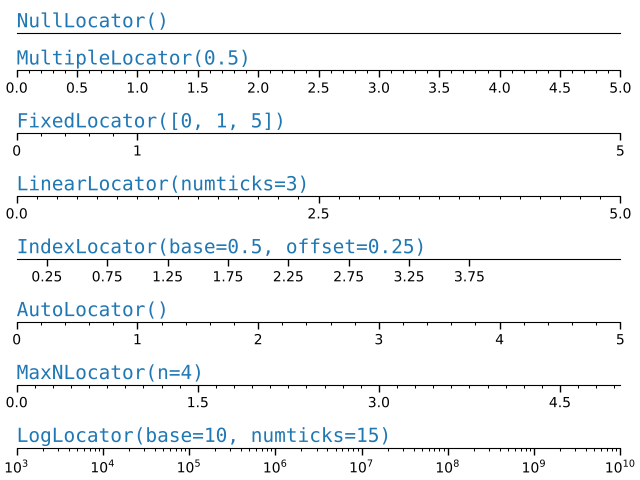 NullLocator()
MultipleLocator(0.5)
0.0 0.5 1.0 1.5 2.0 2.5 3.0 3.5 4.0 4.5 5.0
FixedLocator([0, 1, 5])
0 1 5
LinearLocator(numticks=3)
0.0 2.5 5.0
IndexLocator(base=0.5, offset=0.25)
0.25 0.75 1.25 1.75 2.25 2.75 3.25 3.75
AutoLocator()
0 1 2 3 4 5
MaxNLocator(n=4)
0.0 1.5 3.0 4.5
LogLocator(base=10, numticks=15)
10³ 10⁴ 10⁵ 10⁶ 10⁷ 10⁸ 10⁹ 10¹⁰